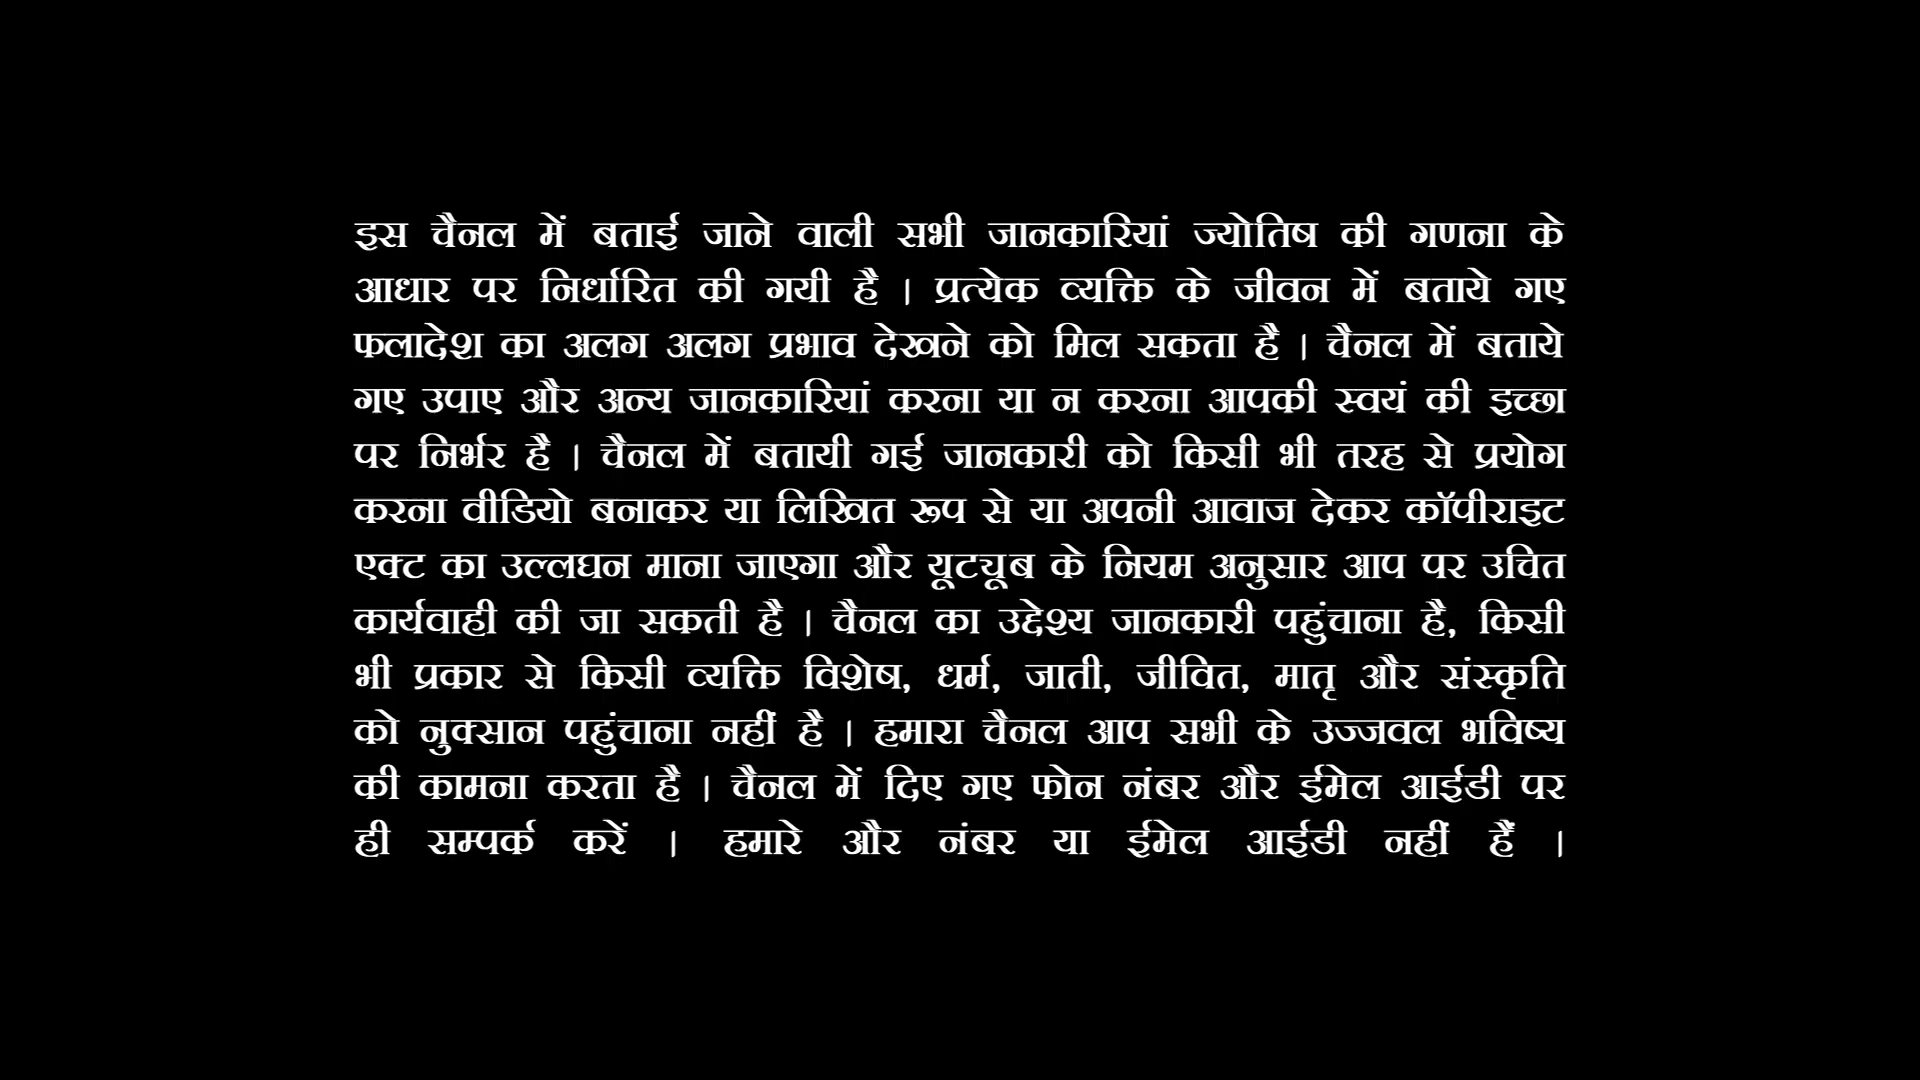 इस चैनल में बताई जाने वाली सभी जानकारियां ज्योतिष की गणना के
आधार पर निर्धारित की गयी है । प्रत्येक व्यक्ति के जीवन में बताये गए
फलादेश का अलग अलग प्रभाव देखने को मिल सकता है । चैनल में बताये
गए उपाए और अन्य जानकारियां करना या न करना आपकी स्वयं की इच्छा
पर निर्भर है । चैनल में बतायी गई जानकारी को किसी भी तरह से प्रयोग
करना वीडियो बनाकर या लिखित रूप से या अपनी आवाज देकर कॉपीराइट
एक्ट का उल्लघन माना जाएगा और यूट्यूब के नियम अनुसार आप पर उचित
कार्यवाही की जा सकती है । चैनल का उद्देश्य जानकारी पहुंचाना है, किसी
भी प्रकार से किसी व्यक्ति विशेष, धर्म, जाती, जीवित, मातृ और संस्कृति
को नुक्सान पहुंचाना नहीं है । हमारा चैनल आप सभी के उज्जवल भविष्य
की कामना करता है । चैनल में दिए गए फोन नंबर और ईमेल आईडी पर
ही सम्पर्क करें । हमारे और नंबर या ईमेल आईडी नहीं हैं ।